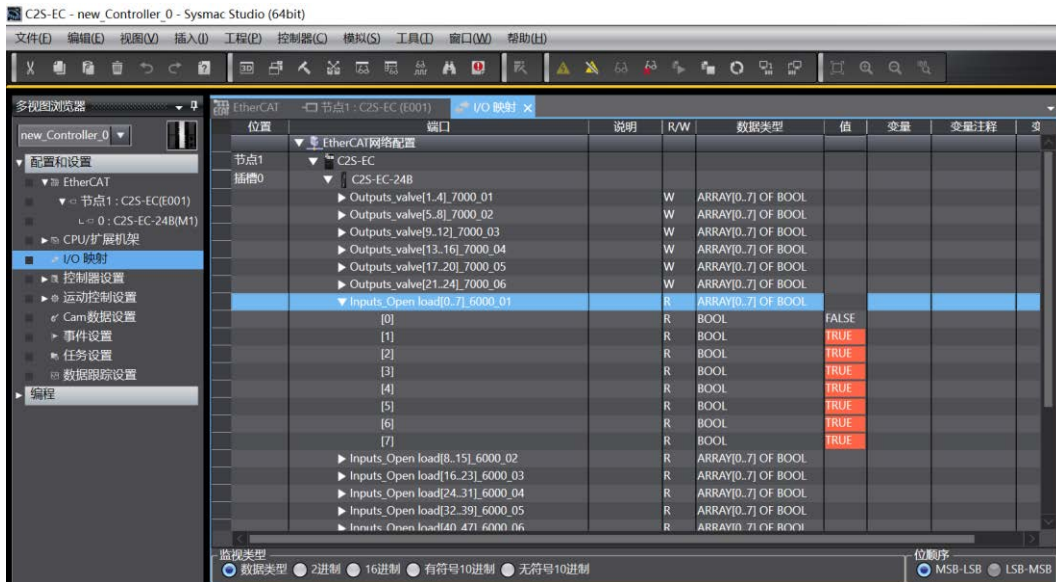 C2S-EC - new_Controller_0 - Sysmac Studio (64bit)
文件(F) 编辑(E) 视图(V) 插入(I) 工程(P) 控制器(C) 模拟(S) 工具(T) 窗口(W) 帮助(H)
多视图浏览器
EtherCAT 节点1 : C2S-EC (E001) I/O 映射
new_Controller_0
位置 端口 说明 R/W 数据类型 值 变量 变量注释
配置和设置
EtherCAT
节点1 : C2S-EC(E001)
0 : C2S-EC-24B(M1)
CPU/扩展机架
I/O 映射
控制器设置
运动控制设置
Cam数据设置
事件设置
任务设置
数据跟踪设置
编程
EtherCAT网络配置
节点1 C2S-EC
插槽0 C2S-EC-24B
Outputs_valve[1..4]_7000_01 W ARRAY[0..7] OF BOOL
Outputs_valve[5..8]_7000_02 W ARRAY[0..7] OF BOOL
Outputs_valve[9..12]_7000_03 W ARRAY[0..7] OF BOOL
Outputs_valve[13..16]_7000_04 W ARRAY[0..7] OF BOOL
Outputs_valve[17..20]_7000_05 W ARRAY[0..7] OF BOOL
Outputs_valve[21..24]_7000_06 W ARRAY[0..7] OF BOOL
Inputs_Open load[0..7]_6000_01 R ARRAY[0..7] OF BOOL
[0] R BOOL FALSE
[1] R BOOL TRUE
[2] R BOOL TRUE
[3] R BOOL TRUE
[4] R BOOL TRUE
[5] R BOOL TRUE
[6] R BOOL TRUE
[7] R BOOL TRUE
Inputs_Open load[8..15]_6000_02 R ARRAY[0..7] OF BOOL
Inputs_Open load[16..23]_6000_03 R ARRAY[0..7] OF BOOL
Inputs_Open load[24..31]_6000_04 R ARRAY[0..7] OF BOOL
Inputs_Open load[32..39]_6000_05 R ARRAY[0..7] OF BOOL
Inputs_Open load[40..47]_6000_06 R ARRAY[0..7] OF BOOL
监视类型 位顺序
数据类型 2进制 16进制 有符号10进制 无符号10进制 MSB-LSB LSB-MSB